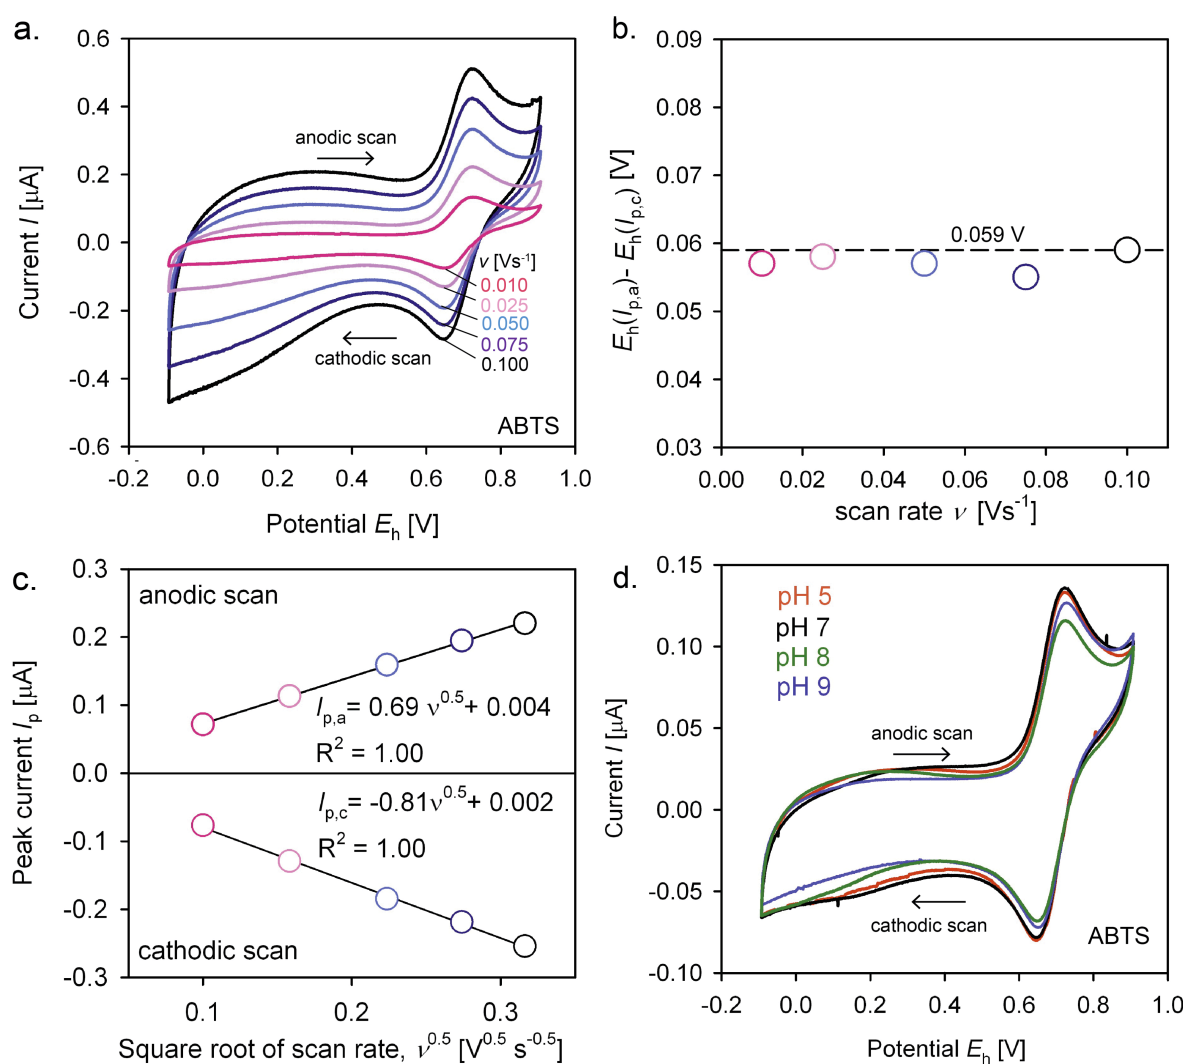 a.
0.6
0.4
0.2
0.0
-0.2
-0.4
-0.6
Current I [µA]
anodic scan
ν [Vs⁻¹]
0.010
0.025
0.050
0.075
0.100
cathodic scan
ABTS
-0.2 0.0 0.2 0.4 0.6 0.8 1.0
Potential Eh [V]
b.
0.09
0.08
0.07
0.06
0.05
0.04
0.03
Eh(Ip,a)- Eh(Ip,c) [V]
0.059 V
0.00 0.02 0.04 0.06 0.08 0.10
scan rate ν [Vs⁻¹]
c.
0.3
0.2
0.1
0.0
-0.1
-0.2
-0.3
Peak current Ip [µA]
anodic scan
Ip,a= 0.69 ν⁰·⁵+ 0.004
R² = 1.00
Ip,c= -0.81ν⁰·⁵+ 0.002
R² = 1.00
cathodic scan
0.1 0.2 0.3
Square root of scan rate, ν⁰·⁵ [V⁰·⁵ s⁻⁰·⁵]
d.
0.15
0.10
0.05
0.00
-0.05
-0.10
Current I [µA]
pH 5
pH 7
pH 8
pH 9
anodic scan
cathodic scan
ABTS
-0.2 0.0 0.2 0.4 0.6 0.8 1.0
Potential Eh [V]